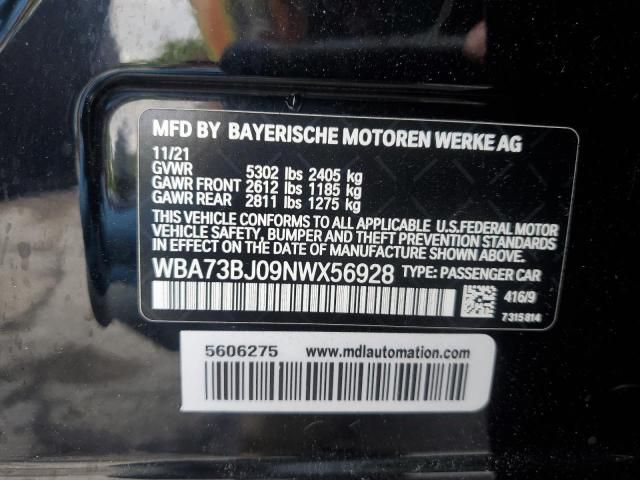 MFD BY BAYERISCHE MOTOREN WERKE AG
11/21
GVWR 5302 lbs 2405 kg
GAWR FRONT 2612 lbs 1185 kg
GAWR REAR 2811 lbs 1275 kg
THIS VEHICLE CONFORMS TO ALL APPLICABLE U.S.FEDERAL MOTOR
VEHICLE SAFETY, BUMPER AND THEFT PREVENTION STANDARDS
IN EFFECT ON THE DATE OF MANUFACTURE SHOWN ABOVE.
WBA73BJ09NWX56928 TYPE: PASSENGER CAR
416/9
7315814
5606275 www.mdlautomation.com